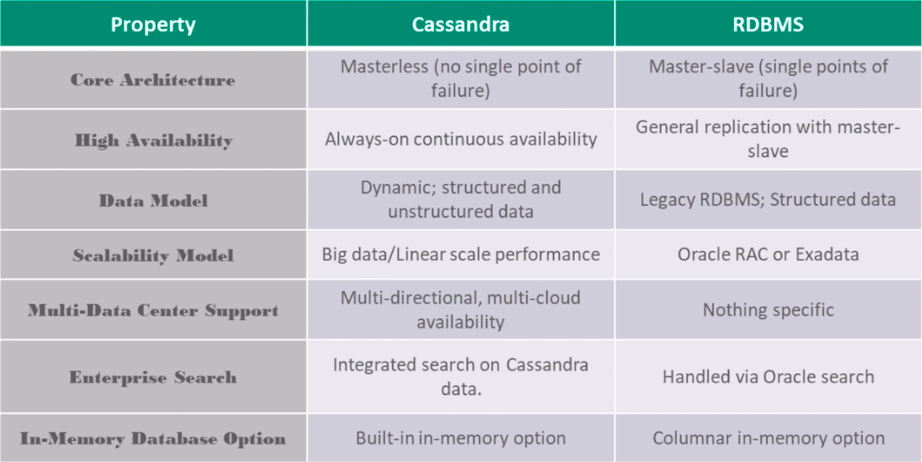 Property Cassandra RDBMS
Core Architecture
Masterless (no single point of
failure)
Master-slave (single points of
failure)
High Availability
Always-on continuous availability
General replication with master-
slave
Data Model
Dynamic; structured and
unstructured data
Legacy RDBMS; Structured data
Scalability Model
Big data/Linear scale performance
Oracle RAC or Exadata
Multi-Data Center Support
Multi-directional, multi-cloud
availability
Nothing specific
Enterprise Search
Integrated search on Cassandra
data.
Handled via Oracle search
In-Memory Database Option
Built-in in-memory option
Columnar in-memory option